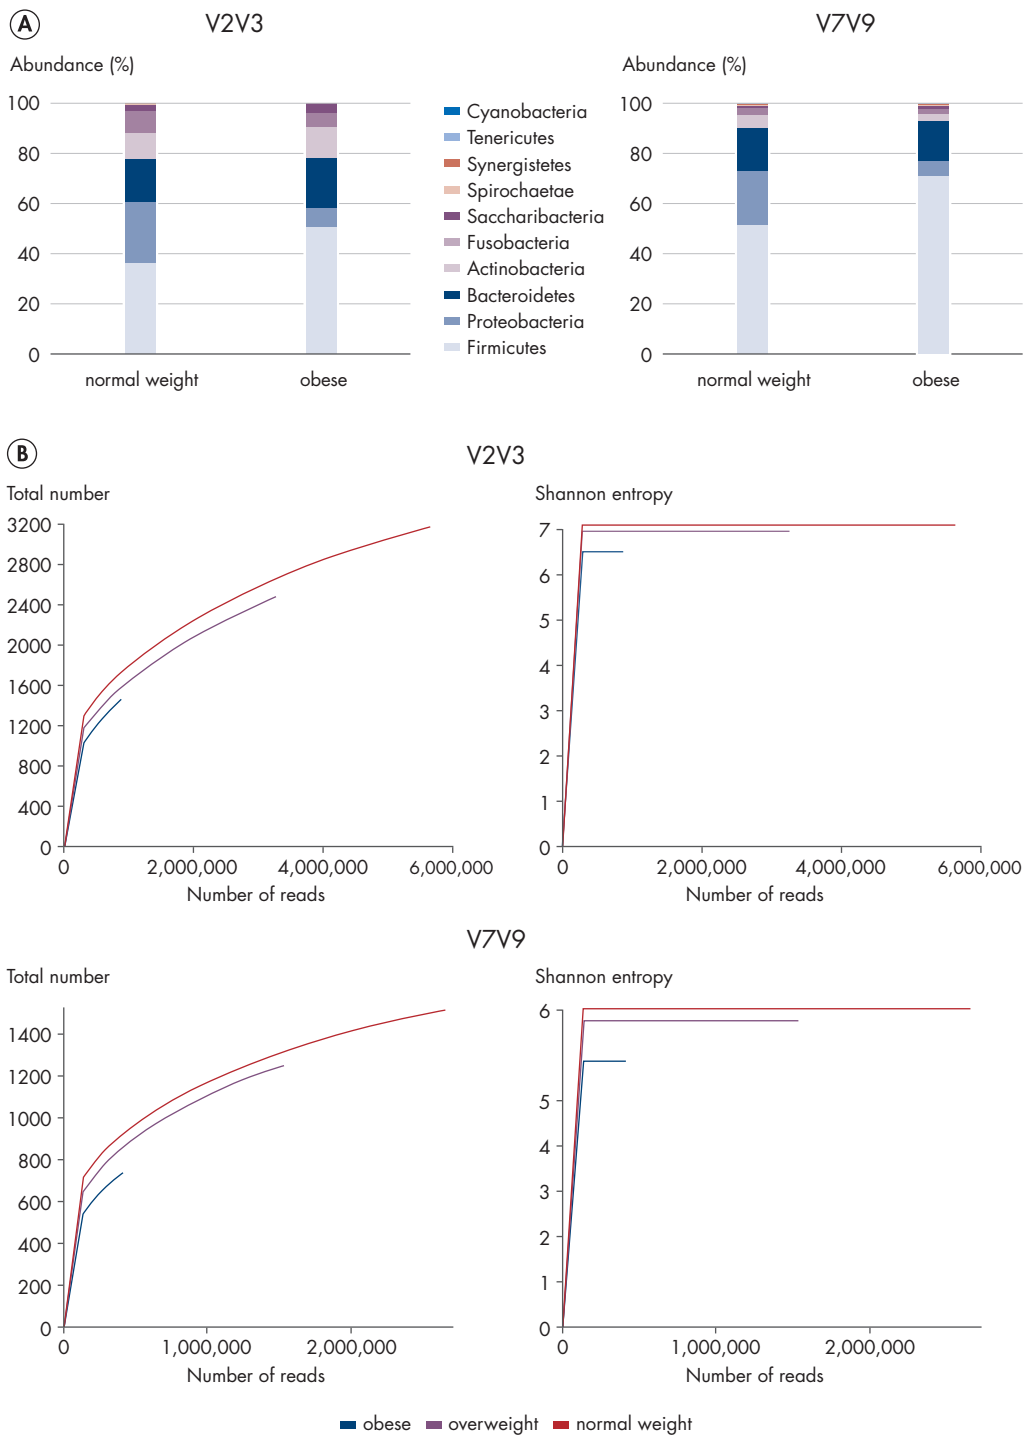 A
V2V3
V7V9
Abundance (%)
Abundance (%)
100
80
60
40
20
0
normal weight
obese
Cyanobacteria
Tenericutes
Synergistetes
Spirochaetae
Saccharibacteria
Fusobacteria
Actinobacteria
Bacteroidetes
Proteobacteria
Firmicutes
100
80
60
40
20
0
normal weight
obese
B
V2V3
Total number
3200
2800
2400
2000
1600
1200
800
400
0
0 2,000,000 4,000,000 6,000,000
Number of reads
Shannon entropy
7
6
5
4
3
2
1
0
0 2,000,000 4,000,000 6,000,000
Number of reads
V7V9
Total number
1400
1200
1000
800
600
400
200
0
0 1,000,000 2,000,000
Number of reads
Shannon entropy
6
5
4
3
2
1
0
0 1,000,000 2,000,000
Number of reads
obese overweight normal weight